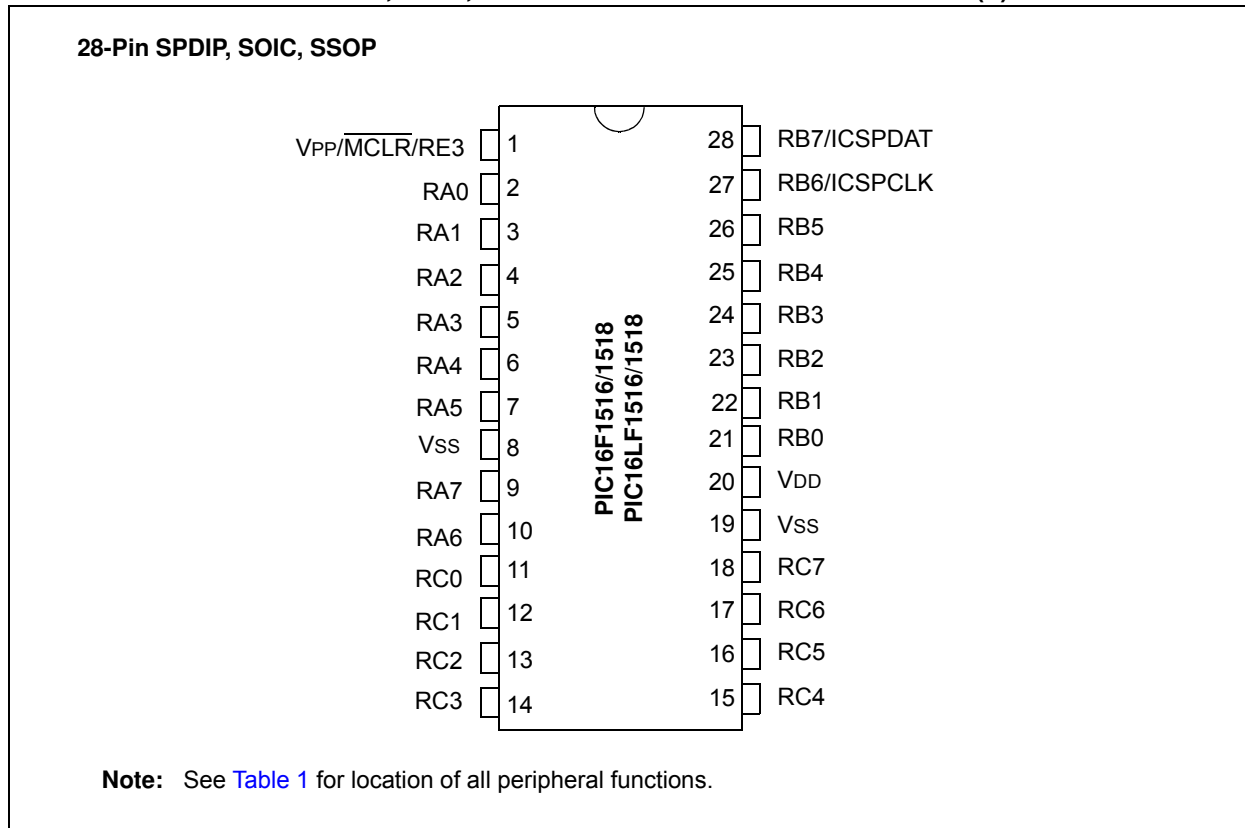 28-Pin SPDIP, SOIC, SSOP
VPP/MCLR/RE3 1 28 RB7/ICSPDAT
RA0 2 27 RB6/ICSPCLK
RA1 3 26 RB5
RA2 4 25 RB4
RA3 5 24 RB3
RA4 6 23 RB2
RA5 7 22 RB1
VSS 8 21 RB0
RA7 9 20 VDD
RA6 10 19 VSS
RC0 11 18 RC7
RC1 12 17 RC6
RC2 13 16 RC5
RC3 14 15 RC4
PIC16F1516/1518
PIC16LF1516/1518
Note: See Table 1 for location of all peripheral functions.